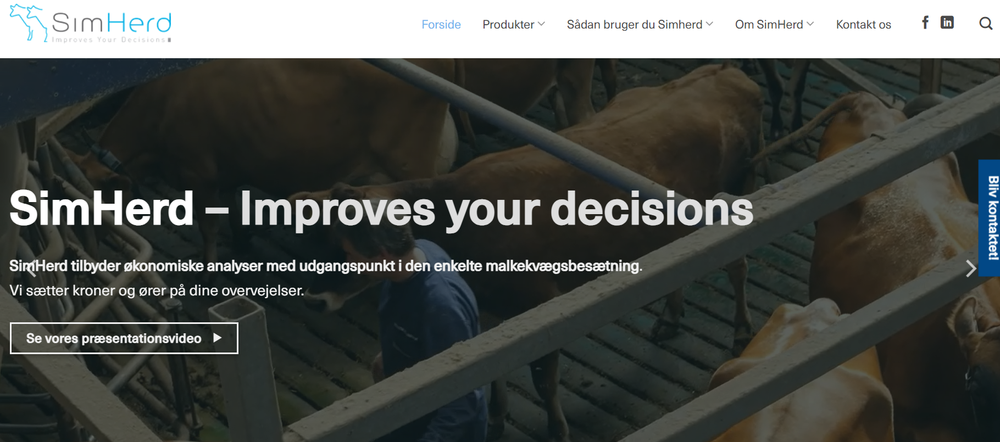 SimHerd
Improves Your Decisions
Forside
Produkter
Sådan bruger du Simherd
Om SimHerd
Kontakt os
SimHerd – Improves your decisions
SimHerd tilbyder økonomiske analyser med udgangspunkt i den enkelte malkekvægsbesætning.
Vi sætter kroner og ører på dine overvejelser.
Se vores præsentationsvideo
Bliv kontaktet!